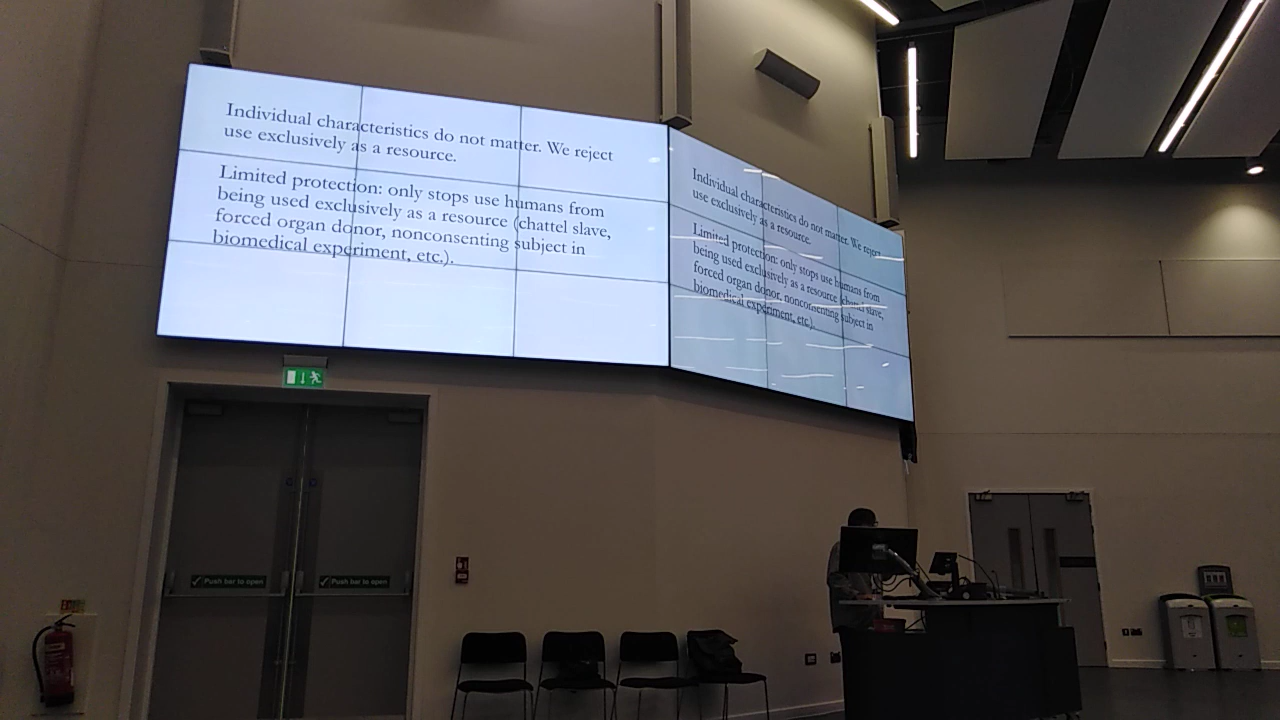 Individual characteristics do not matter. We reject
use exclusively as a resource.
Limited protection: only stops use humans from
being used exclusively as a resource (chattel slave,
forced organ donor, nonconsenting subject in
biomedical experiment, etc.).
Individual characteristics do not matter. We reject
use exclusively as a resource.
Limited protection: only stops use humans from
being used exclusively as a resource (chattel slave,
forced organ donor, nonconsenting subject in
biomedical experiment, etc.).
Push bar to open
Push bar to open